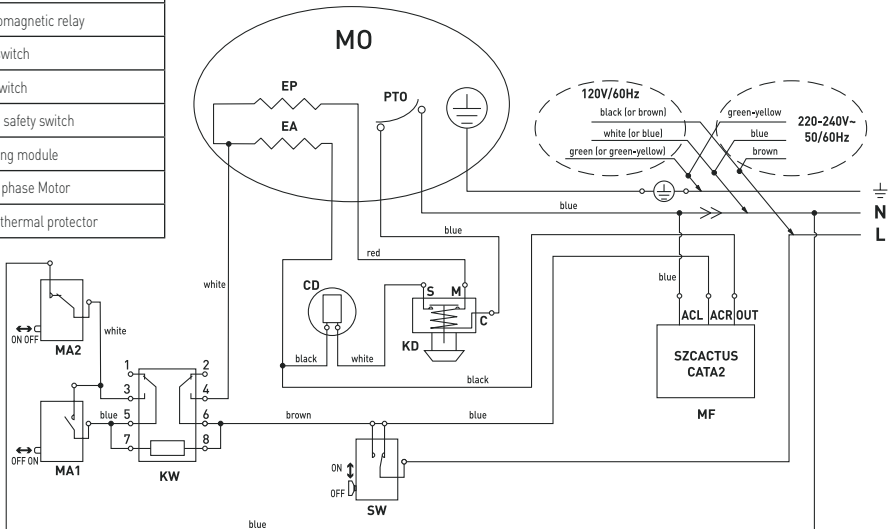 omagnetic relay
witch
witch
safety switch
ng module
phase Motor
thermal protector
MO
EP
EA
PTO
120V/60Hz
black (or brown)
white (or blue)
green (or green-yellow)
green-yellow
blue
brown
220-240V~
50/60Hz
blue
N
L
blue
red
white
blue
CD
S
M
C
KD
black
white
black
ACL
ACR
OUT
SZCACTUS
CATA2
MF
ON OFF
MA2
white
1
2
3
4
5
6
7
8
blue
brown
blue
OFF ON
MA1
KW
ON
OFF
SW
blue